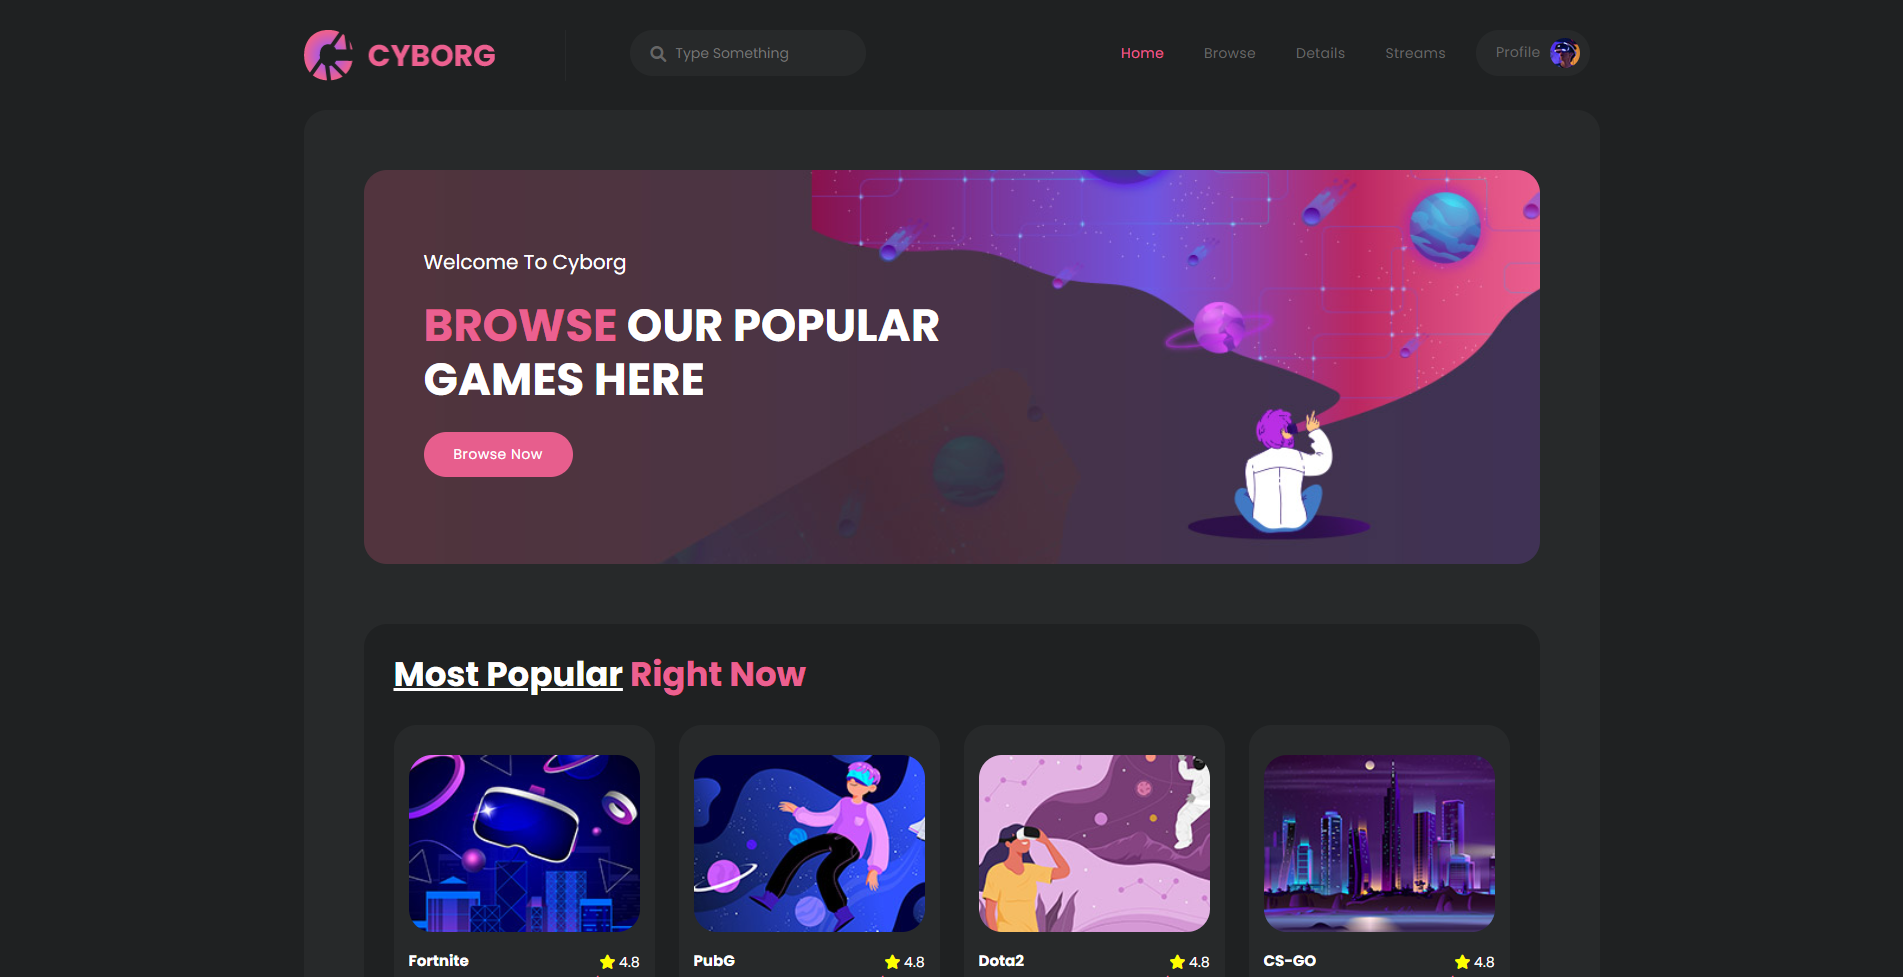 CYBORG
Type Something
Home
Browse
Details
Streams
Profile
Welcome To Cyborg
BROWSE OUR POPULAR
GAMES HERE
Browse Now
Most Popular Right Now
Fortnite
4.8
PubG
4.8
Dota2
4.8
CS-GO
4.8